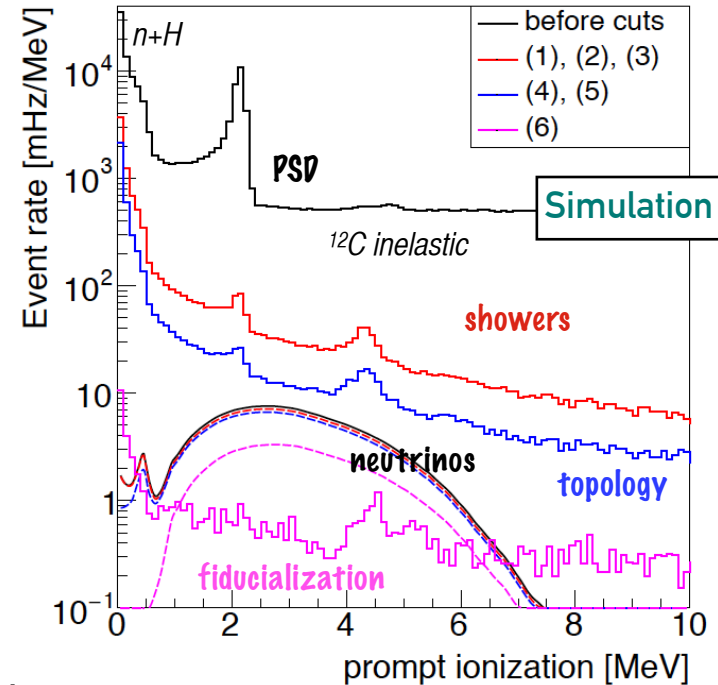 n+H
before cuts
(1), (2), (3)
(4), (5)
(6)
PSD
Simulation
¹²C inelastic
showers
neutrinos
topology
fiducialization
Event rate [mHz/MeV]
10⁴
10³
10²
10
1
10⁻¹
0 2 4 6 8 10
prompt ionization [MeV]